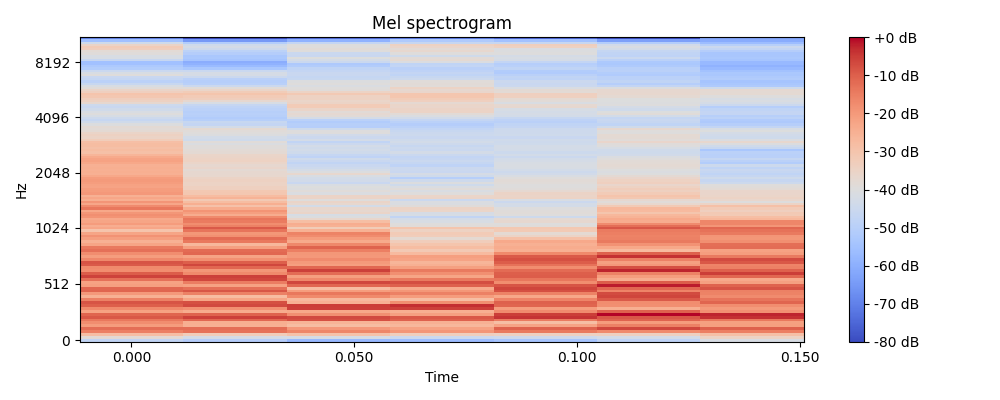 Mel spectrogram
Hz
8192
4096
2048
1024
512
0
0.000
0.050
0.100
0.150
Time
+0 dB
-10 dB
-20 dB
-30 dB
-40 dB
-50 dB
-60 dB
-70 dB
-80 dB